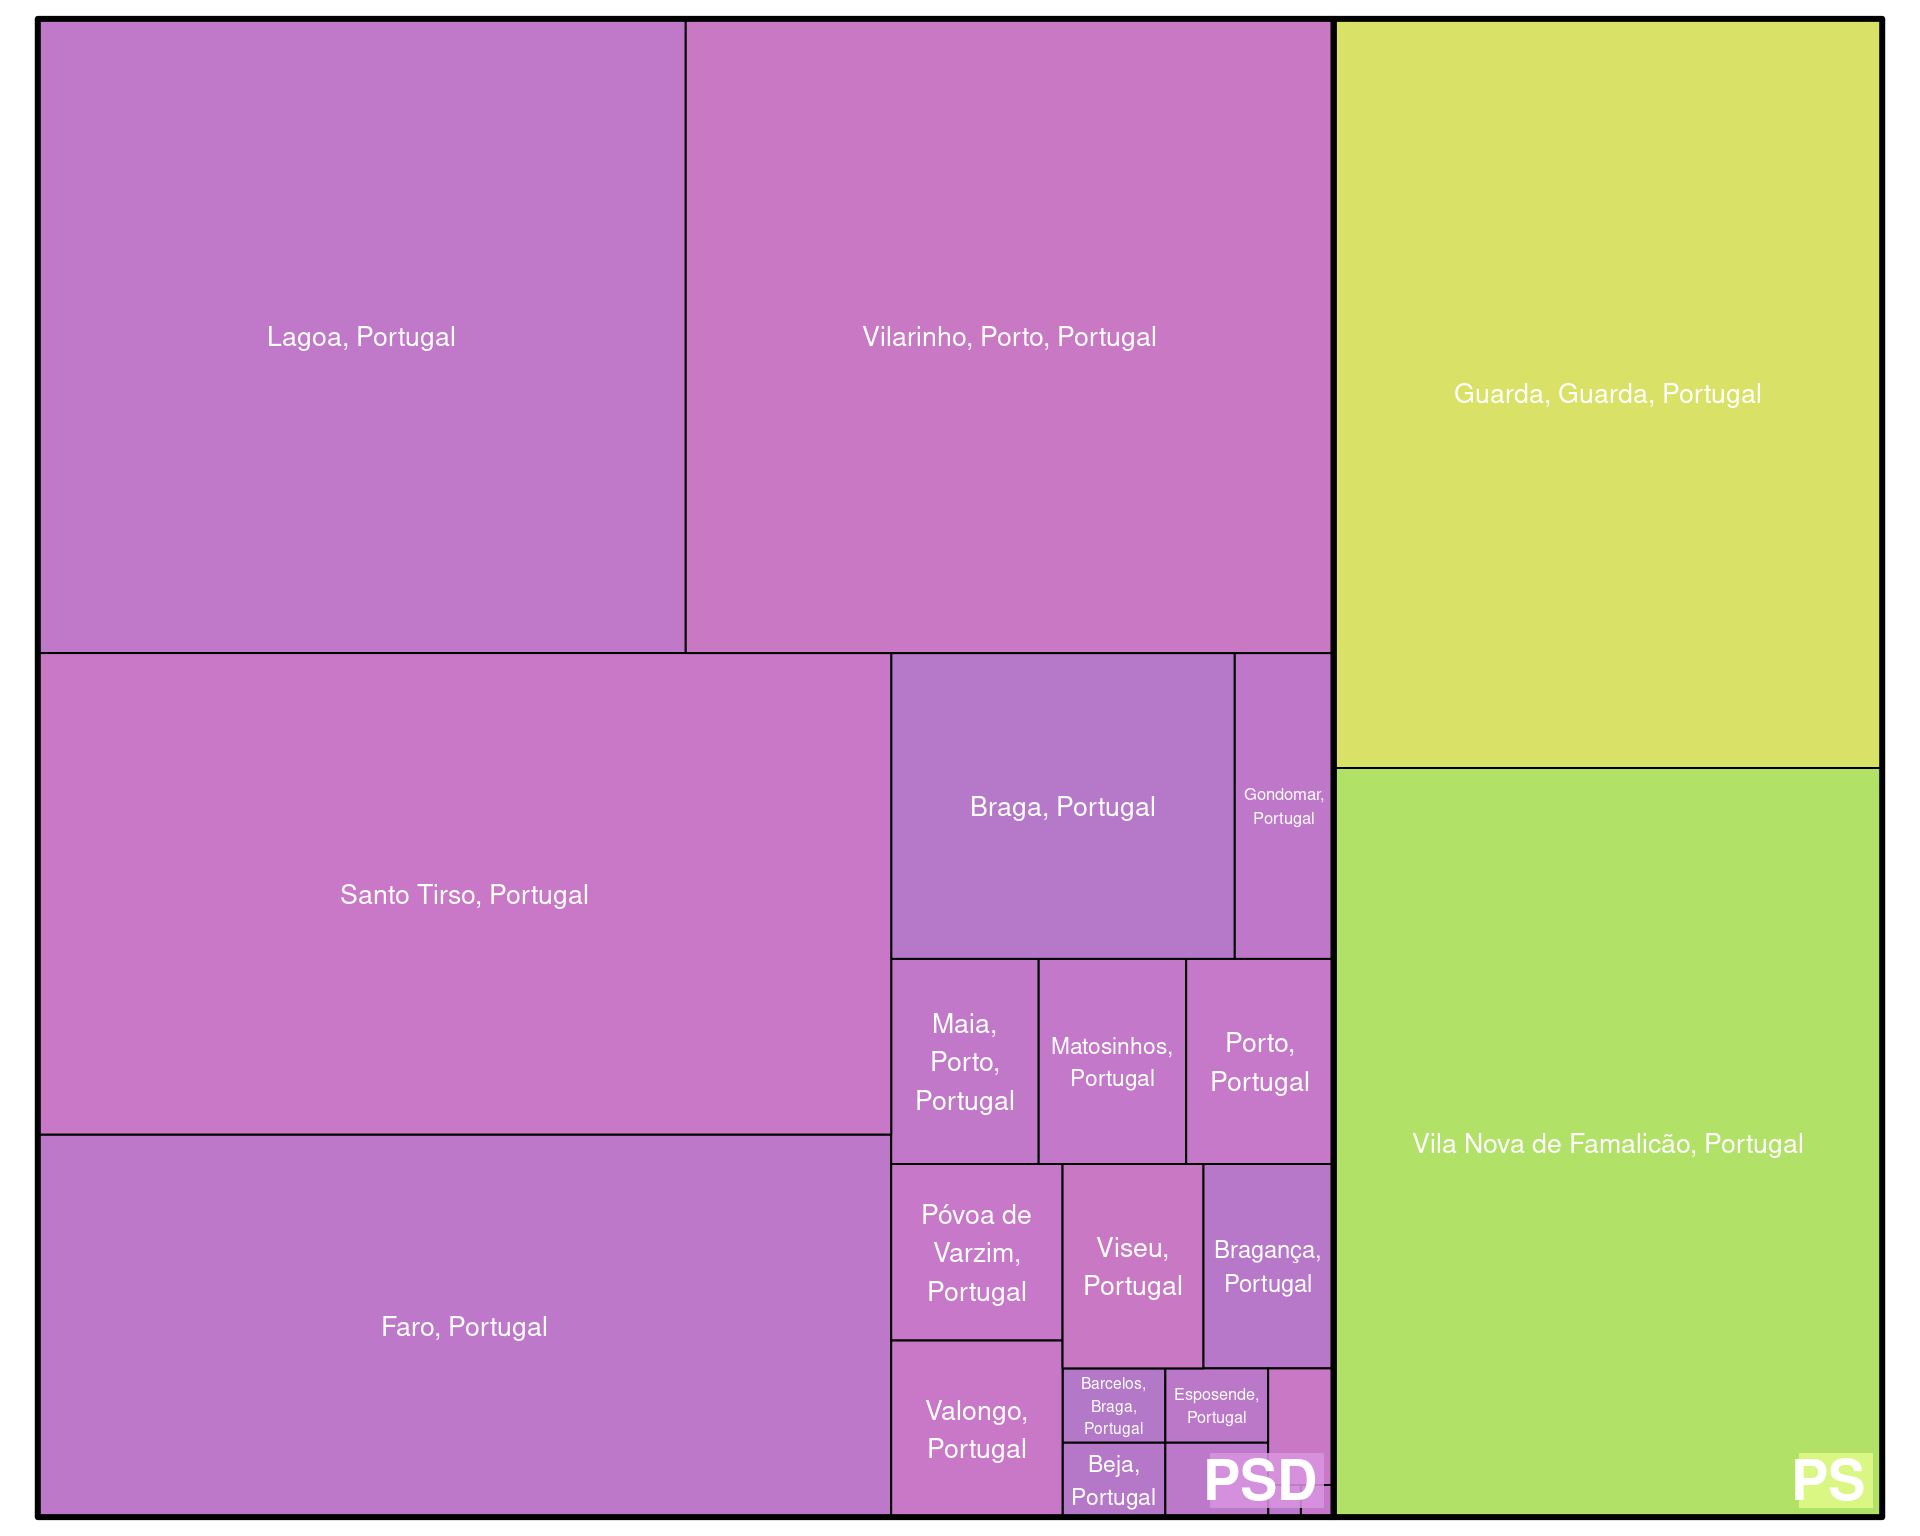 Lagoa, Portugal
Vilarinho, Porto, Portugal
Guarda, Guarda, Portugal
Santo Tirso, Portugal
Braga, Portugal
Gondomar,
Portugal
Maia,
Porto,
Portugal
Matosinhos,
Portugal
Porto,
Portugal
Vila Nova de Famalicão, Portugal
Póvoa de
Varzim,
Portugal
Viseu,
Portugal
Bragança,
Portugal
Faro, Portugal
Valongo,
Portugal
Barcelos,
Braga,
Portugal
Esposende,
Portugal
Beja,
Portugal
PSD
PS